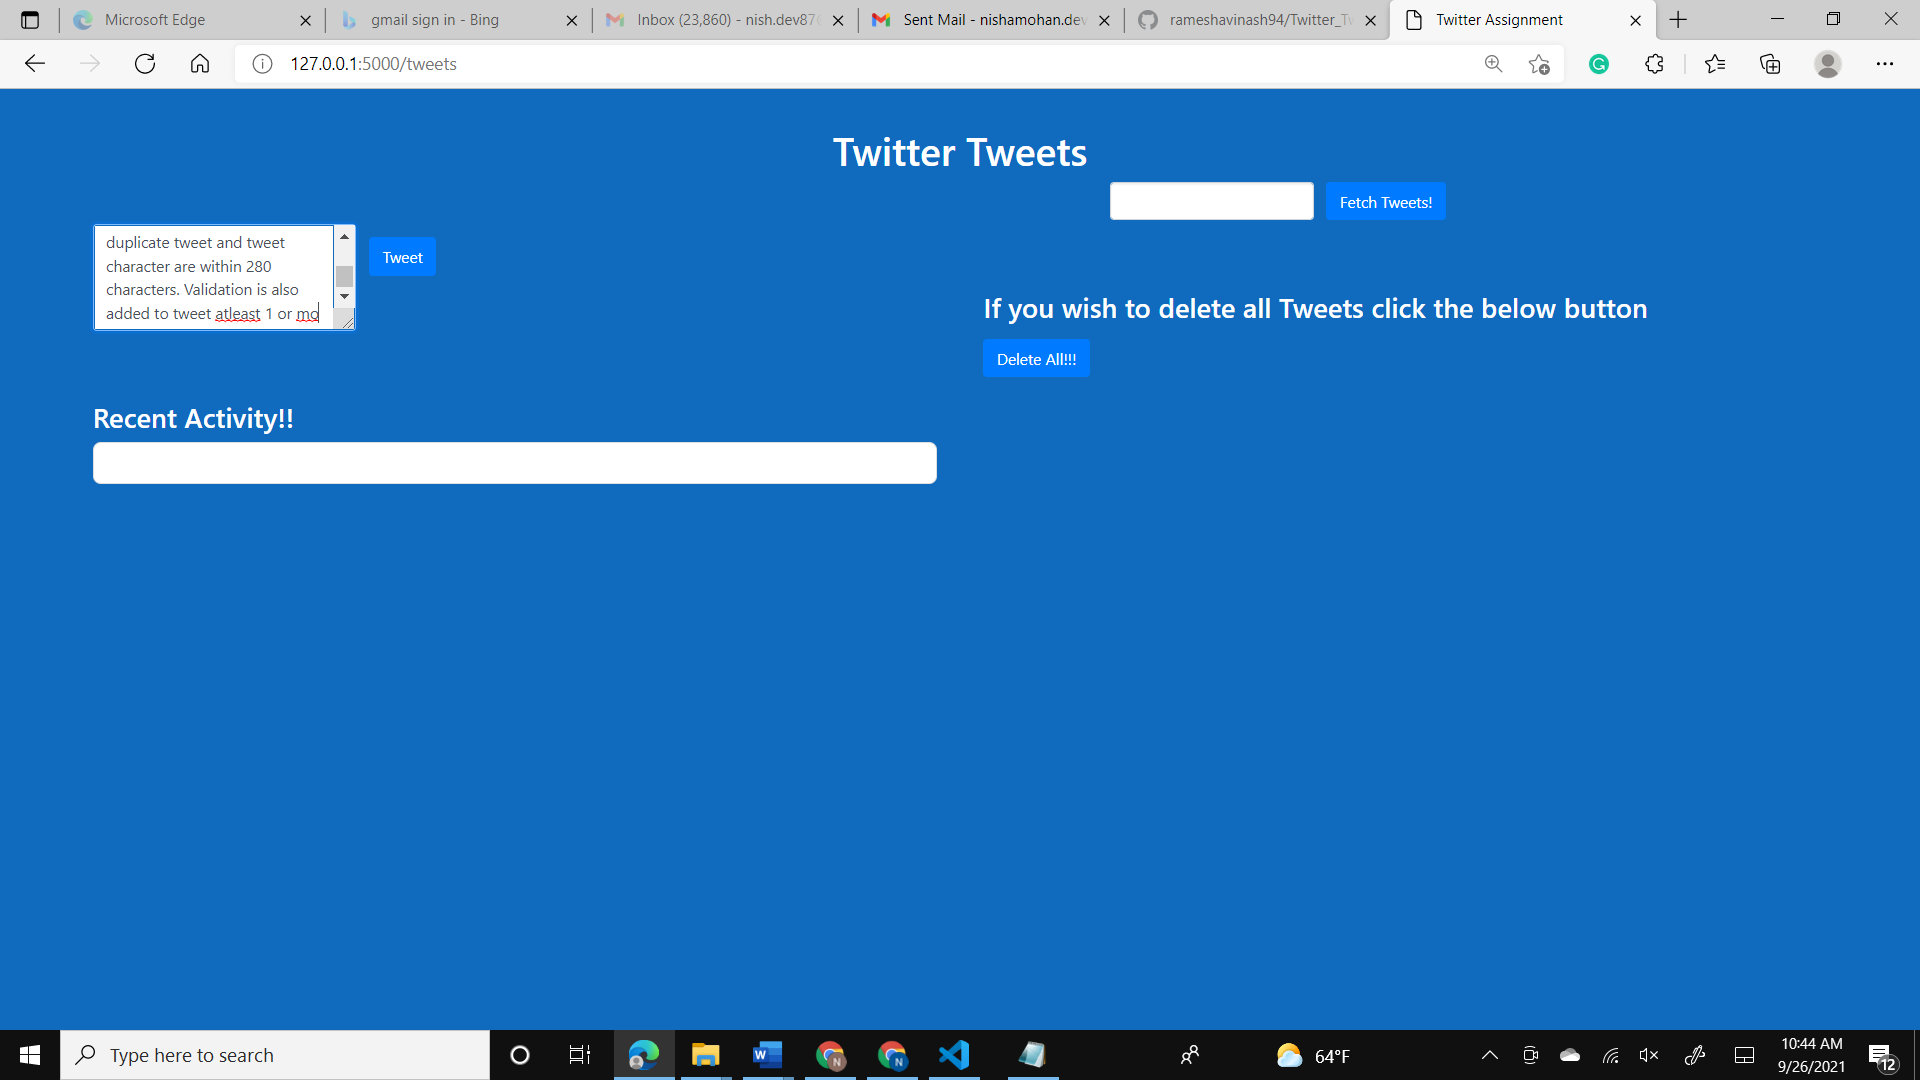 Microsoft Edge
gmail sign in - Bing
Inbox (23,860) - nish.dev87
Sent Mail - nishamohan.dev
rameshavinash94/Twitter_Tw
Twitter Assignment
127.0.0.1:5000/tweets
Twitter Tweets
Fetch Tweets!
duplicate tweet and tweet
character are within 280
characters. Validation is also
added to tweet atleast 1 or mo
Tweet
If you wish to delete all Tweets click the below button
Delete All!!!
Recent Activity!!
Type here to search
64°F
10:44 AM
9/26/2021
12